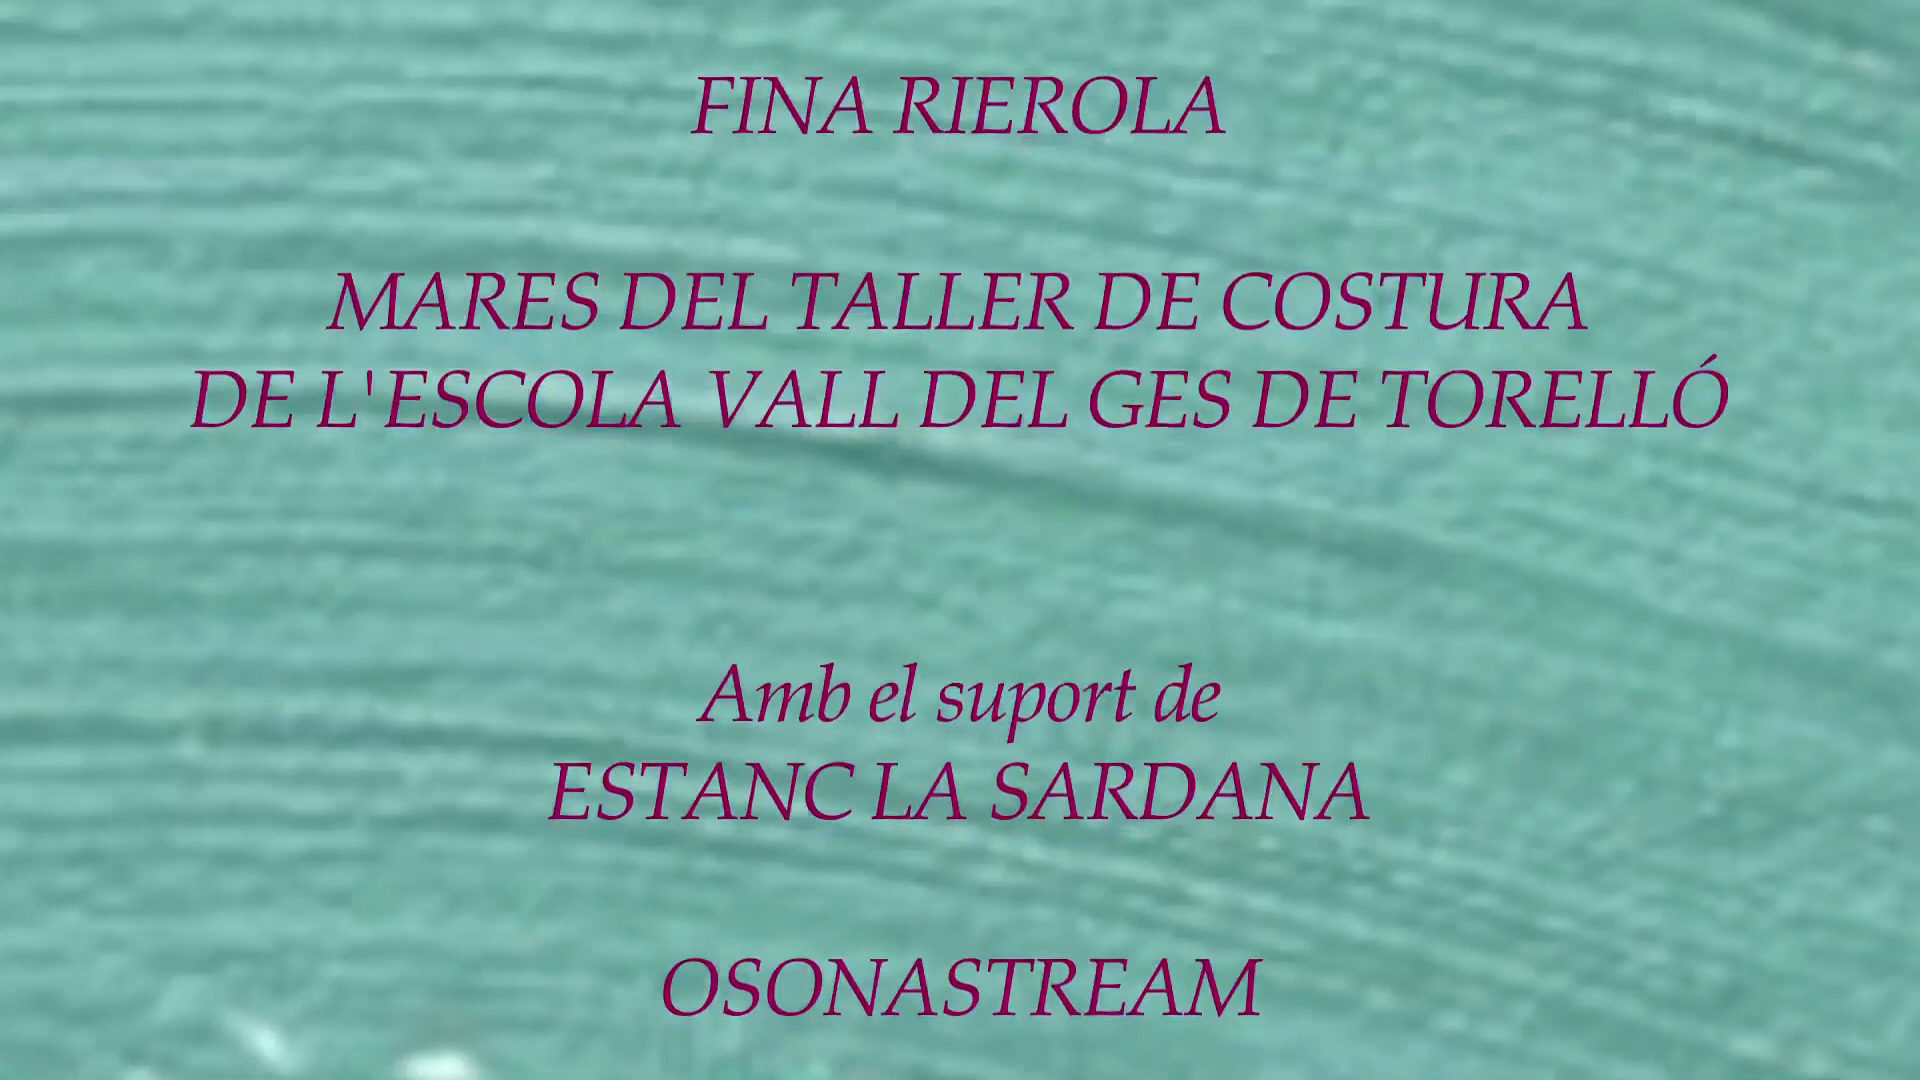 FINA RIEROLA
MARES DEL TALLER DE COSTURA
DE L'ESCOLA VALL DEL GES DE TORELLÓ
Amb el suport de
ESTANC LA SARDANA
OSONASTREAM